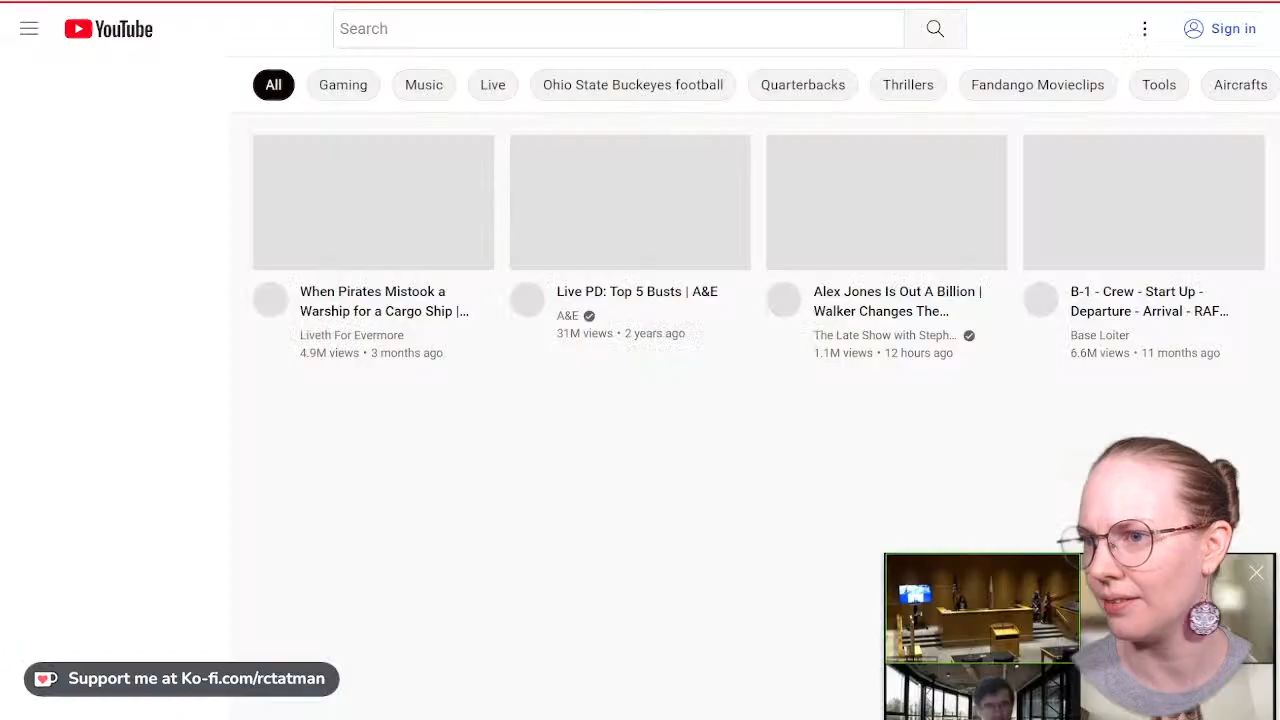 YouTube
Search
Sign in
All
Gaming
Music
Live
Ohio State Buckeyes football
Quarterbacks
Thrillers
Fandango Movieclips
Tools
Aircrafts
When Pirates Mistook a
Warship for a Cargo Ship |...
Liveth For Evermore
4.9M views • 3 months ago
Live PD: Top 5 Busts | A&E
A&E
31M views • 2 years ago
Alex Jones Is Out A Billion |
Walker Changes The...
The Late Show with Steph...
1.1M views • 12 hours ago
B-1 - Crew - Start Up -
Departure - Arrival - RAF...
Base Loiter
6.6M views • 11 months ago
Support me at Ko-fi.com/rctatman